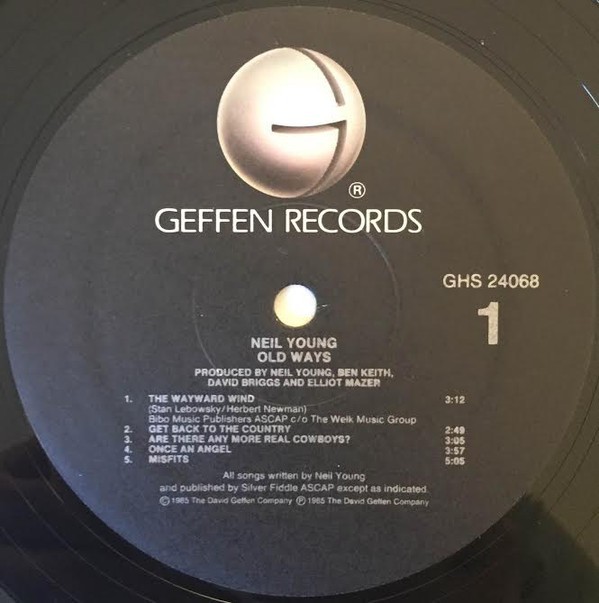 ®
GEFFEN RECORDS
GHS 24068
1
NEIL YOUNG
OLD WAYS
PRODUCED BY NEIL YOUNG, BEN KEITH,
DAVID BRIGGS AND ELLIOT MAZER
1. THE WAYWARD WIND 3:12
(Stan Lebowsky/Herbert Newman)
Bibo Music Publishers ASCAP c/o The Welk Music Group
2. GET BACK TO THE COUNTRY 2:49
3. ARE THERE ANY MORE REAL COWBOYS? 3:05
4. ONCE AN ANGEL 3:57
5. MISFITS 5:05
All songs written by Neil Young
and published by Silver Fiddle ASCAP except as indicated.
© 1985 The David Geffen Company ℗ 1985 The David Geffen Company